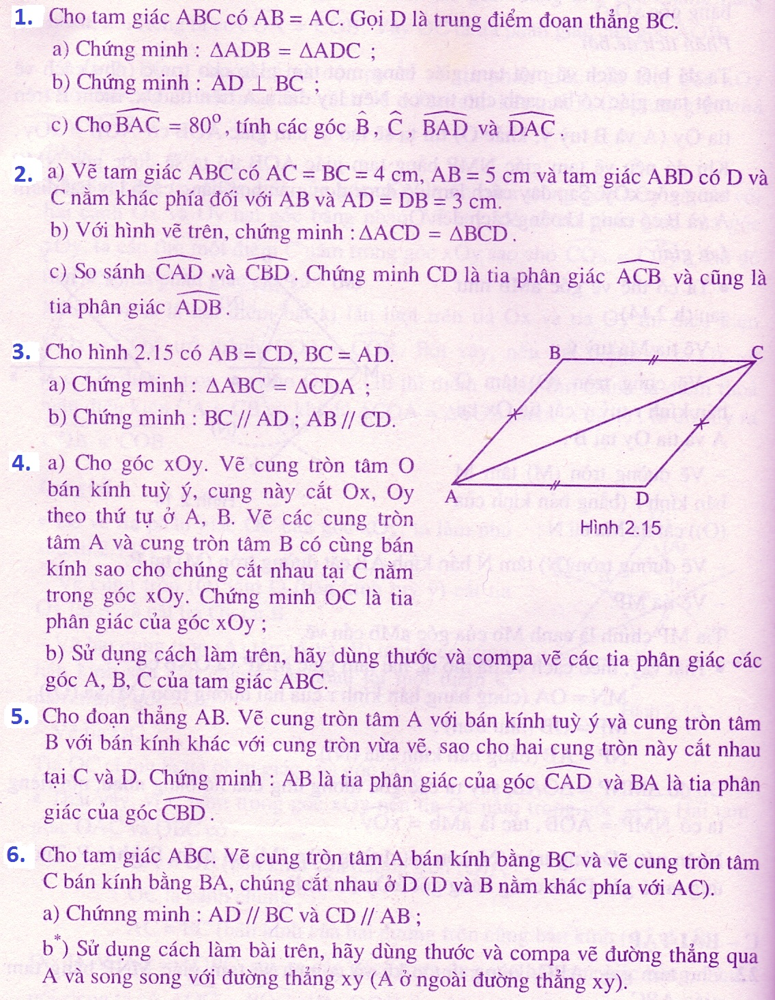 1. Cho tam giác ABC có AB = AC. Gọi D là trung điểm đoạn thẳng BC.
a) Chứng minh : ΔADB = ΔADC ;
b) Chứng minh : AD ⊥ BC ;
c) Cho \widehat{BAC} = 80°, tính các góc B̂, Ĉ, \widehat{BAD} và \widehat{DAC}.
2. a) Vẽ tam giác ABC có AC = BC = 4 cm, AB = 5 cm và tam giác ABD có D và
C nằm khác phía đối với AB và AD = DB = 3 cm.
b) Với hình vẽ trên, chứng minh : ΔACD = ΔBCD.
c) So sánh \widehat{CAD} và \widehat{CBD}. Chứng minh CD là tia phân giác \widehat{ACB} và cũng là
tia phân giác \widehat{ADB}.
3. Cho hình 2.15 có AB = CD, BC = AD.
a) Chứng minh : ΔABC = ΔCDA ;
b) Chứng minh : BC // AD ; AB // CD.
B
C
A
D
Hình 2.15
4. a) Cho góc xOy. Vẽ cung tròn tâm O
bán kính tuỳ ý, cung này cắt Ox, Oy
theo thứ tự ở A, B. Vẽ các cung tròn
tâm A và cung tròn tâm B có cùng bán
kính sao cho chúng cắt nhau tại C nằm
trong góc xOy. Chứng minh OC là tia
phân giác của góc xOy ;
b) Sử dụng cách làm trên, hãy dùng thước và compa vẽ các tia phân giác các
góc A, B, C của tam giác ABC.
5. Cho đoạn thẳng AB. Vẽ cung tròn tâm A với bán kính tuỳ ý và cung tròn tâm
B với bán kính khác với cung tròn vừa vẽ, sao cho hai cung tròn này cắt nhau
tại C và D. Chứng minh : AB là tia phân giác của góc \widehat{CAD} và BA là tia phân
giác của góc \widehat{CBD}.
6. Cho tam giác ABC. Vẽ cung tròn tâm A bán kính bằng BC và vẽ cung tròn tâm
C bán kính bằng BA, chúng cắt nhau ở D (D và B nằm khác phía với AC).
a) Chứnng minh : AD // BC và CD // AB ;
b*) Sử dụng cách làm bài trên, hãy dùng thước và compa vẽ đường thẳng qua
A và song song với đường thẳng xy (A ở ngoài đường thẳng xy).